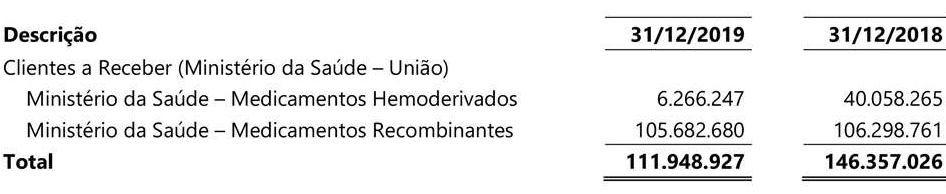 Descrição 31/12/2019 31/12/2018
Clientes a Receber (Ministério da Saúde – União)
Ministério da Saúde – Medicamentos Hemoderivados 6.266.247 40.058.265
Ministério da Saúde – Medicamentos Recombinantes 105.682.680 106.298.761
Total 111.948.927 146.357.026